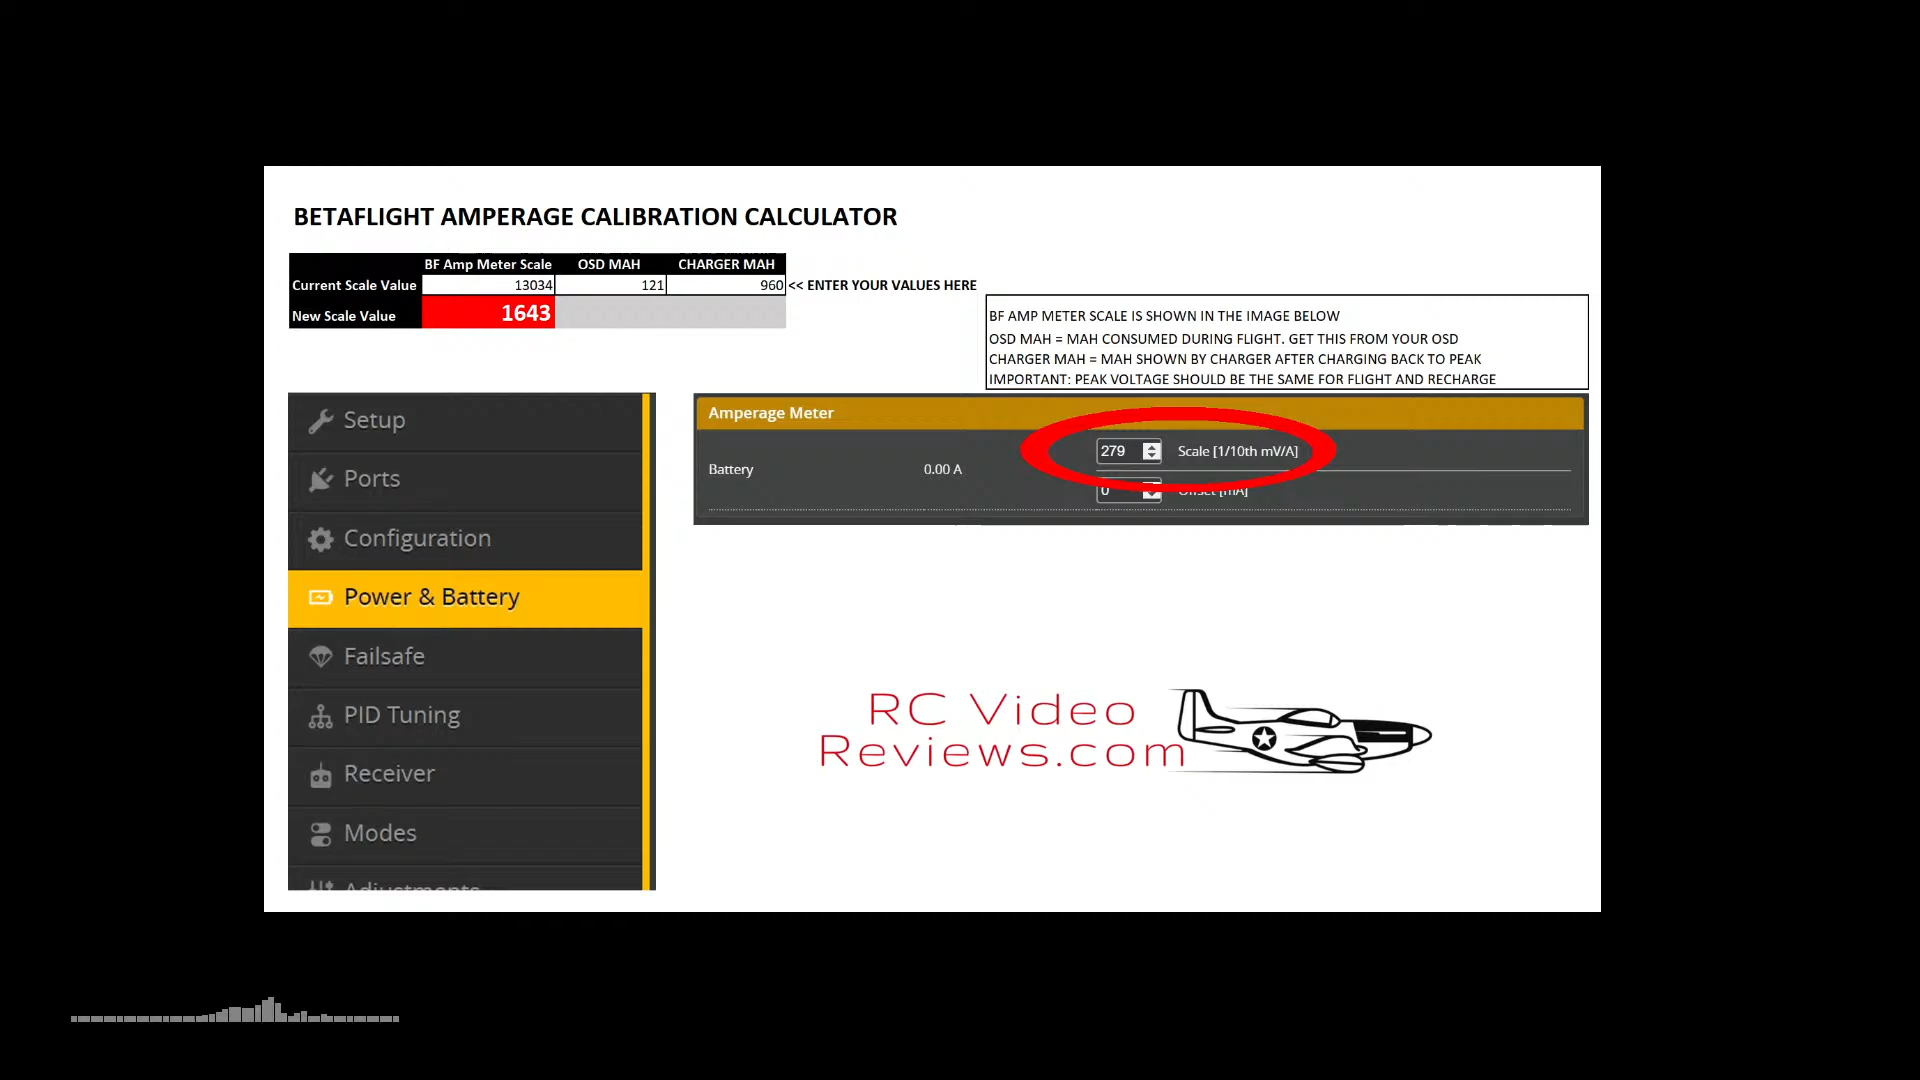 BETAFLIGHT AMPERAGE CALIBRATION CALCULATOR
BF Amp Meter Scale OSD MAH CHARGER MAH
Current Scale Value 13034 121 960 << ENTER YOUR VALUES HERE
New Scale Value 1643
BF AMP METER SCALE IS SHOWN IN THE IMAGE BELOW
OSD MAH = MAH CONSUMED DURING FLIGHT. GET THIS FROM YOUR OSD
CHARGER MAH = MAH SHOWN BY CHARGER AFTER CHARGING BACK TO PEAK
IMPORTANT: PEAK VOLTAGE SHOULD BE THE SAME FOR FLIGHT AND RECHARGE
Setup
Ports
Configuration
Power & Battery
Failsafe
PID Tuning
Receiver
Modes
Adjustments
Amperage Meter
Battery 0.00 A
279 Scale [1/10th mV/A]
0 Offset [mA]
RC Video
Reviews.com